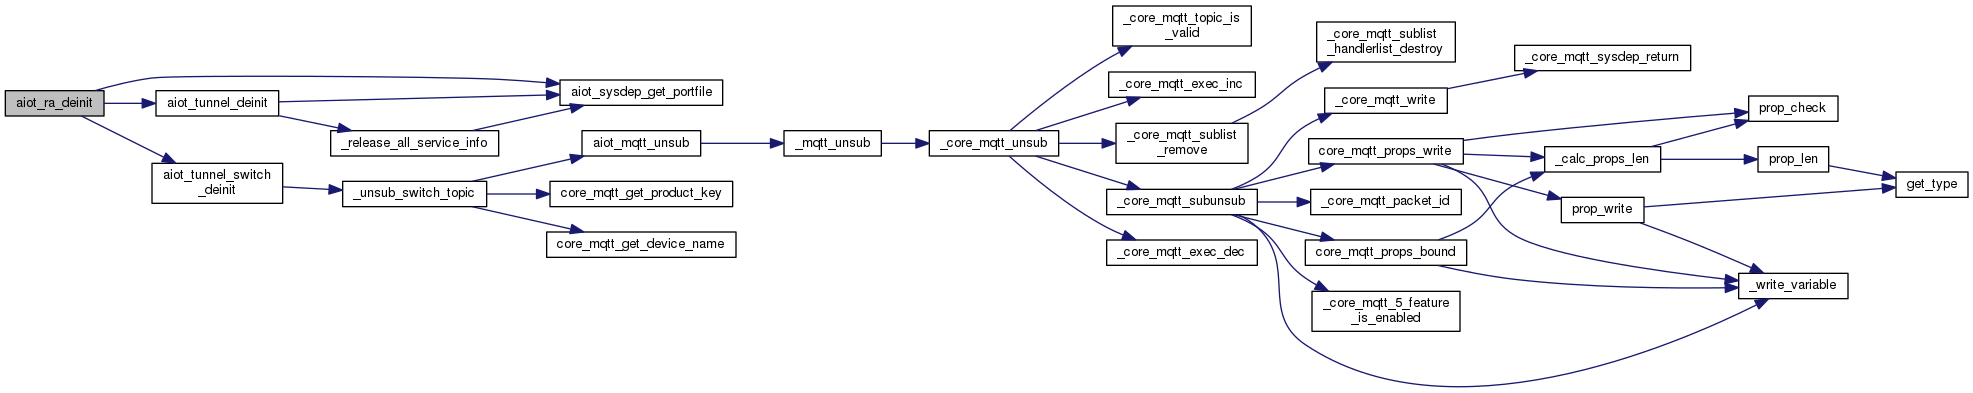 aiot_ra_deinit
aiot_tunnel_deinit
aiot_tunnel_switch
_deinit
_release_all_service_info
_unsub_switch_topic
aiot_sysdep_get_portfile
aiot_mqtt_unsub
core_mqtt_get_product_key
core_mqtt_get_device_name
_mqtt_unsub
_core_mqtt_unsub
_core_mqtt_topic_is
_valid
_core_mqtt_exec_inc
_core_mqtt_sublist
_remove
_core_mqtt_subunsub
_core_mqtt_exec_dec
_core_mqtt_sublist
_handlerlist_destroy
_core_mqtt_write
core_mqtt_props_write
_core_mqtt_packet_id
core_mqtt_props_bound
_core_mqtt_5_feature
_is_enabled
_core_mqtt_sysdep_return
_calc_props_len
prop_write
prop_check
prop_len
_write_variable
get_type